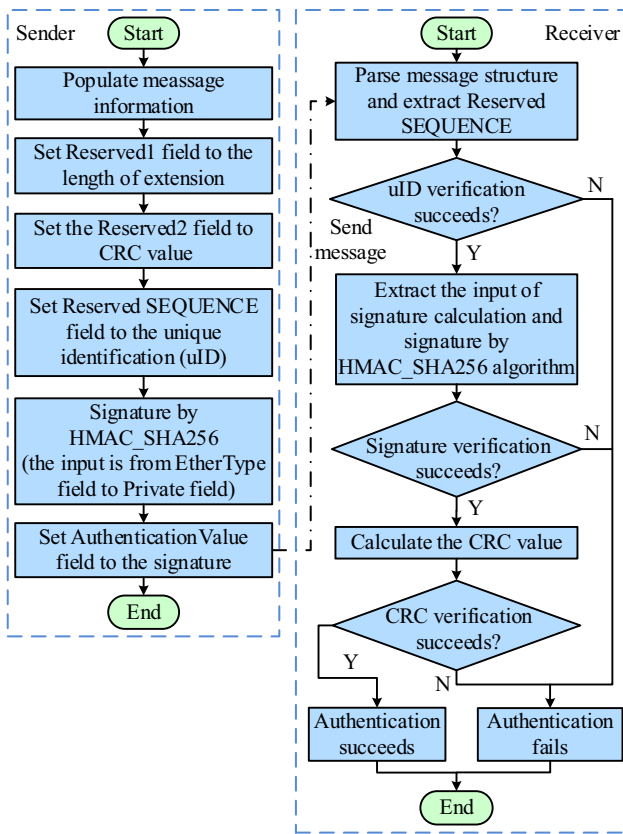 Sender
Start
Populate meassage
information
Set Reserved1 field to the
length of extension
Set the Reserved2 field to
CRC value
Set Reserved SEQUENCE
field to the unique
identification (uID)
Signature by
HMAC_SHA256
(the input is from EtherType
field to Private field)
Set AuthenticationValue
field to the signature
End
Send
message
Start
Receiver
Parse message structure
and extract Reserved
SEQUENCE
uID verification
succeeds?
N
Y
Extract the input of
signature calculation and
signature by
HMAC_SHA256 algorithm
Signature verification
succeeds?
N
Y
Calculate the CRC value
CRC verification
succeeds?
Y
N
Authentication
succeeds
Authentication
fails
End